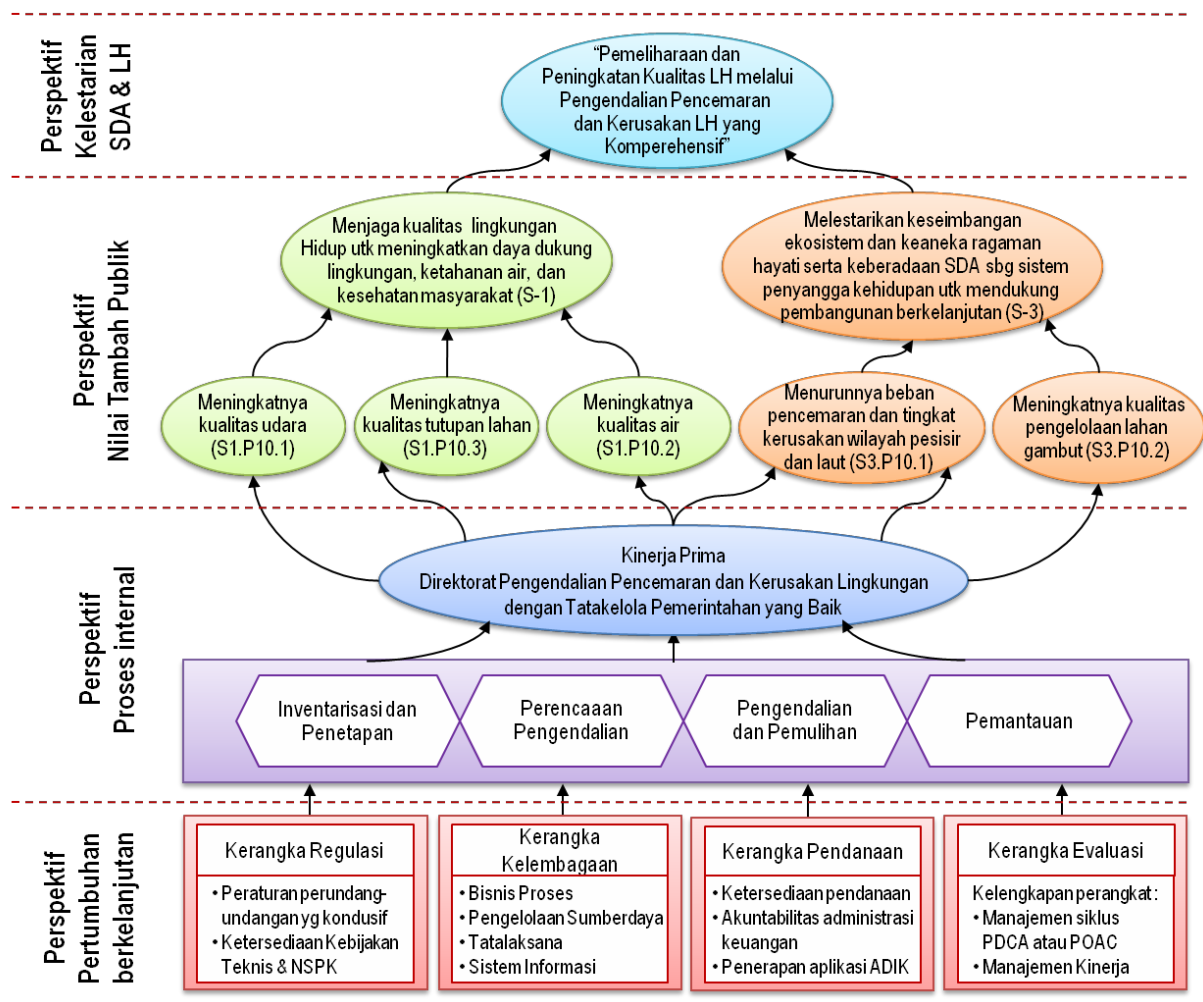 Perspektif
Kelestarian
SDA & LH
“Pemeliharaan dan
Peningkatan Kualitas LH melalui
Pengendalian Pencemaran
dan Kerusakan LH yang
Komperehensif”
Perspektif
Nilai Tambah Publik
Menjaga kualitas lingkungan
Hidup utk meningkatkan daya dukung
lingkungan, ketahanan air, dan
kesehatan masyarakat (S-1)
Melestarikan keseimbangan
ekosistem dan keaneka ragaman
hayati serta keberadaan SDA sbg sistem
penyangga kehidupan utk mendukung
pembangunan berkelanjutan (S-3)
Meningkatnya
kualitas udara
(S1.P10.1)
Meningkatnya
kualitas tutupan lahan
(S1.P10.3)
Meningkatnya
kualitas air
(S1.P10.2)
Menurunnya beban
pencemaran dan tingkat
kerusakan wilayah pesisir
dan laut (S3.P10.1)
Meningkatnya kualitas
pengelolaan lahan
gambut (S3.P10.2)
Perspektif
Proses internal
Kinerja Prima
Direktorat Pengendalian Pencemaran dan Kerusakan Lingkungan
dengan Tatakelola Pemerintahan yang Baik
Inventarisasi dan
Penetapan
Perencaaan
Pengendalian
Pengendalian
dan Pemulihan
Pemantauan
Perspektif
Pertumbuhan
berkelanjutan
Kerangka Regulasi
• Peraturan perundang-
undangan yg kondusif
• Ketersediaan Kebijakan
Teknis & NSPK
Kerangka
Kelembagaan
• Bisnis Proses
• Pengelolaan Sumberdaya
• Tatalaksana
• Sistem Informasi
Kerangka Pendanaan
• Ketersediaan pendanaan
• Akuntabilitas administrasi
keuangan
• Penerapan aplikasi ADIK
Kerangka Evaluasi
Kelengkapan perangkat :
• Manajemen siklus
PDCA atau POAC
• Manajemen Kinerja